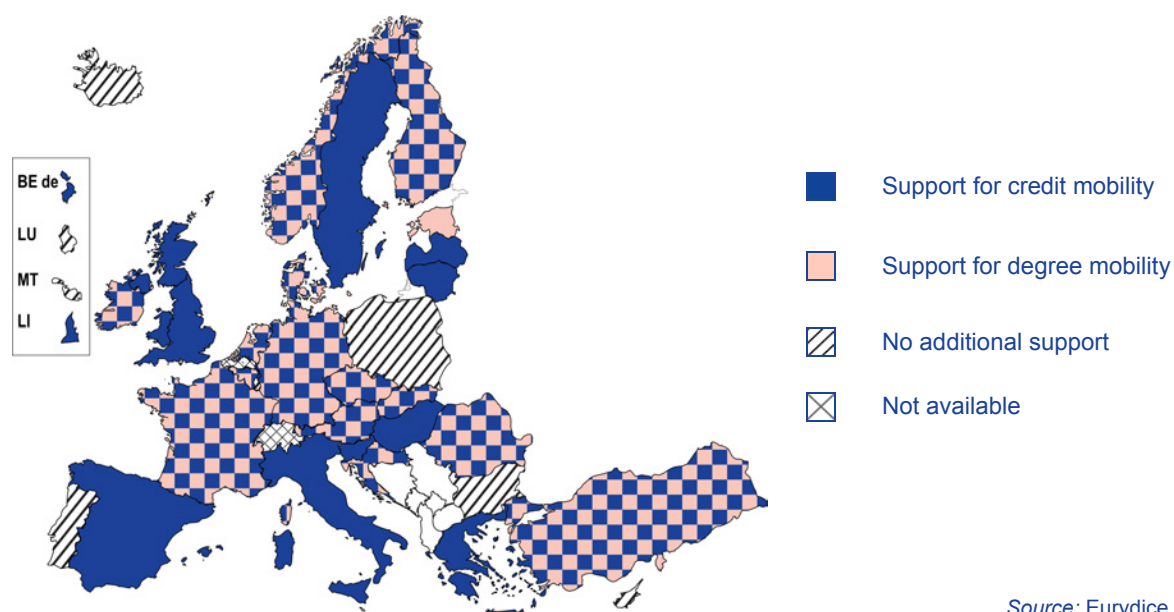 BE de
LU
MT
LI
Support for credit mobility
Support for degree mobility
No additional support
Not available
Source: Eurydice